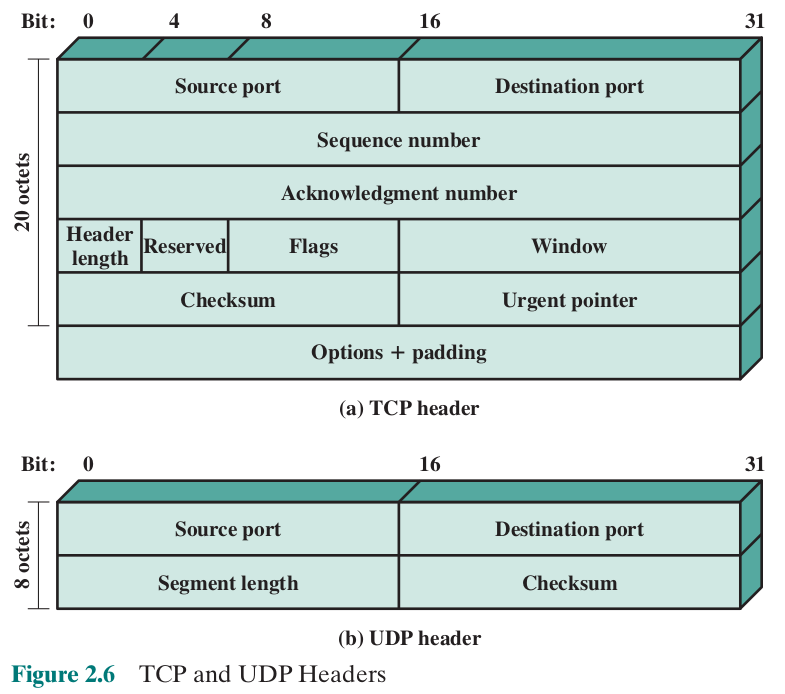 Bit: 0 4 8 16 31
20 octets
Source port Destination port
Sequence number
Acknowledgment number
Header length Reserved Flags Window
Checksum Urgent pointer
Options + padding
(a) TCP header
Bit: 0 16 31
8 octets
Source port Destination port
Segment length Checksum
(b) UDP header
Figure 2.6 TCP and UDP Headers